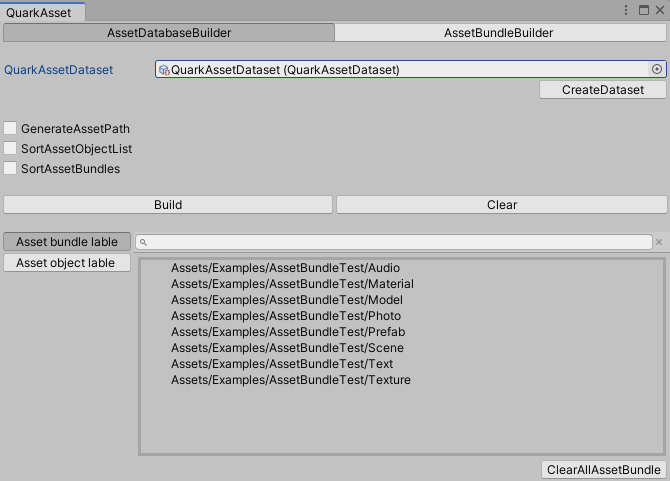 QuarkAsset
AssetDatabaseBuilder AssetBundleBuilder
QuarkAssetDataset QuarkAssetDataset (QuarkAssetDataset)
CreateDataset
GenerateAssetPath
SortAssetObjectList
SortAssetBundles
Build Clear
Asset bundle lable
Asset object lable
Assets/Examples/AssetBundleTest/Audio
Assets/Examples/AssetBundleTest/Material
Assets/Examples/AssetBundleTest/Model
Assets/Examples/AssetBundleTest/Photo
Assets/Examples/AssetBundleTest/Prefab
Assets/Examples/AssetBundleTest/Scene
Assets/Examples/AssetBundleTest/Text
Assets/Examples/AssetBundleTest/Texture
ClearAllAssetBundle